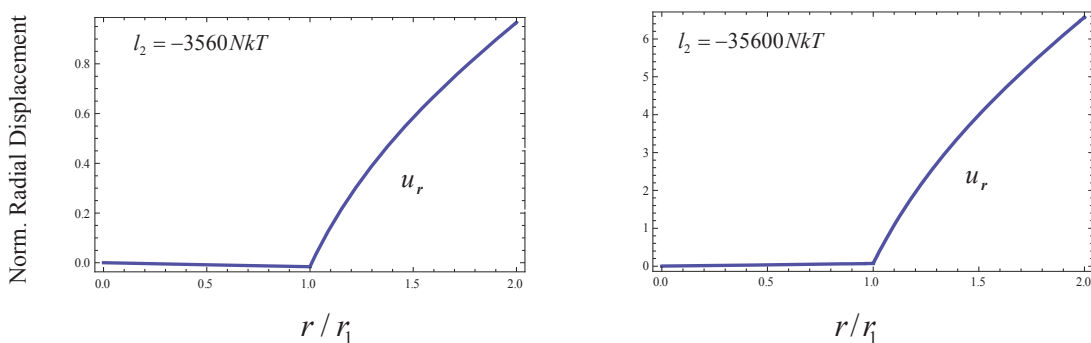 Norm. Radial Displacement
l₂ = −3560NkT
0.8
0.6
0.4
0.2
0.0
u_r
0.0 0.5 1.0 1.5 2.0
r / r₁
l₂ = −35600NkT
6
5
4
3
2
1
0
u_r
0.0 0.5 1.0 1.5 2.0
r / r₁